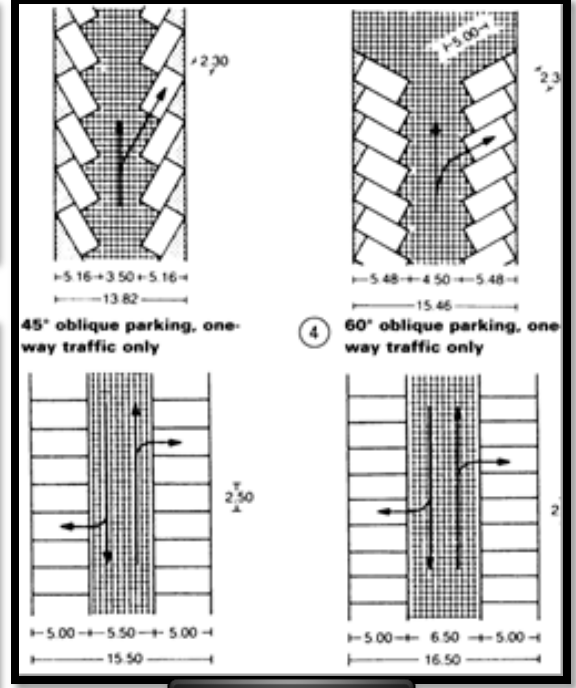 2.30
5.00
2.3
5.16 3.50 5.16
13.82
5.48 4.50 5.48
15.46
45° oblique parking, one-
way traffic only
4
60° oblique parking, one
way traffic only
2.50
2
5.00 5.50 5.00
15.50
5.00 6.50 5.00
16.50